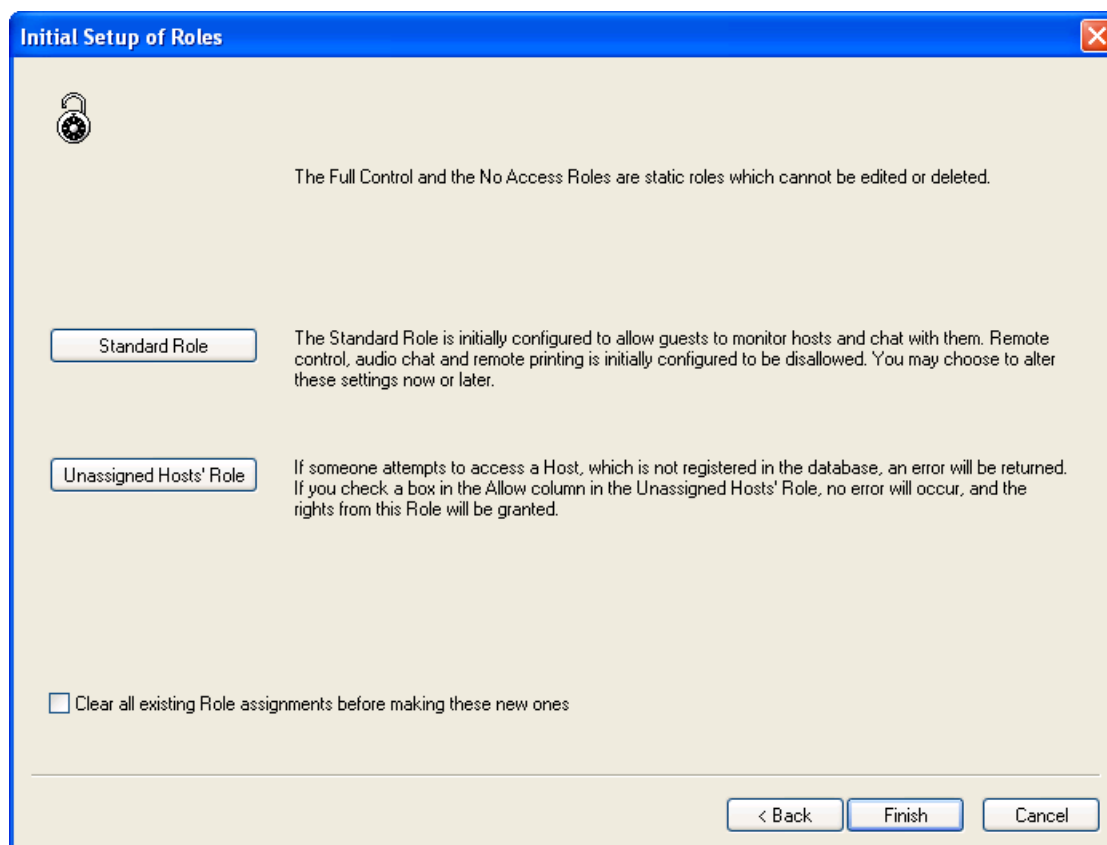 Initial Setup of Roles
The Full Control and the No Access Roles are static roles which cannot be edited or deleted.
Standard Role
The Standard Role is initially configured to allow guests to monitor hosts and chat with them. Remote
control, audio chat and remote printing is initially configured to be disallowed. You may choose to alter
these settings now or later.
Unassigned Hosts' Role
If someone attempts to access a Host, which is not registered in the database, an error will be returned.
If you check a box in the Allow column in the Unassigned Hosts' Role, no error will occur, and the
rights from this Role will be granted.
Clear all existing Role assignments before making these new ones
< Back
Finish
Cancel